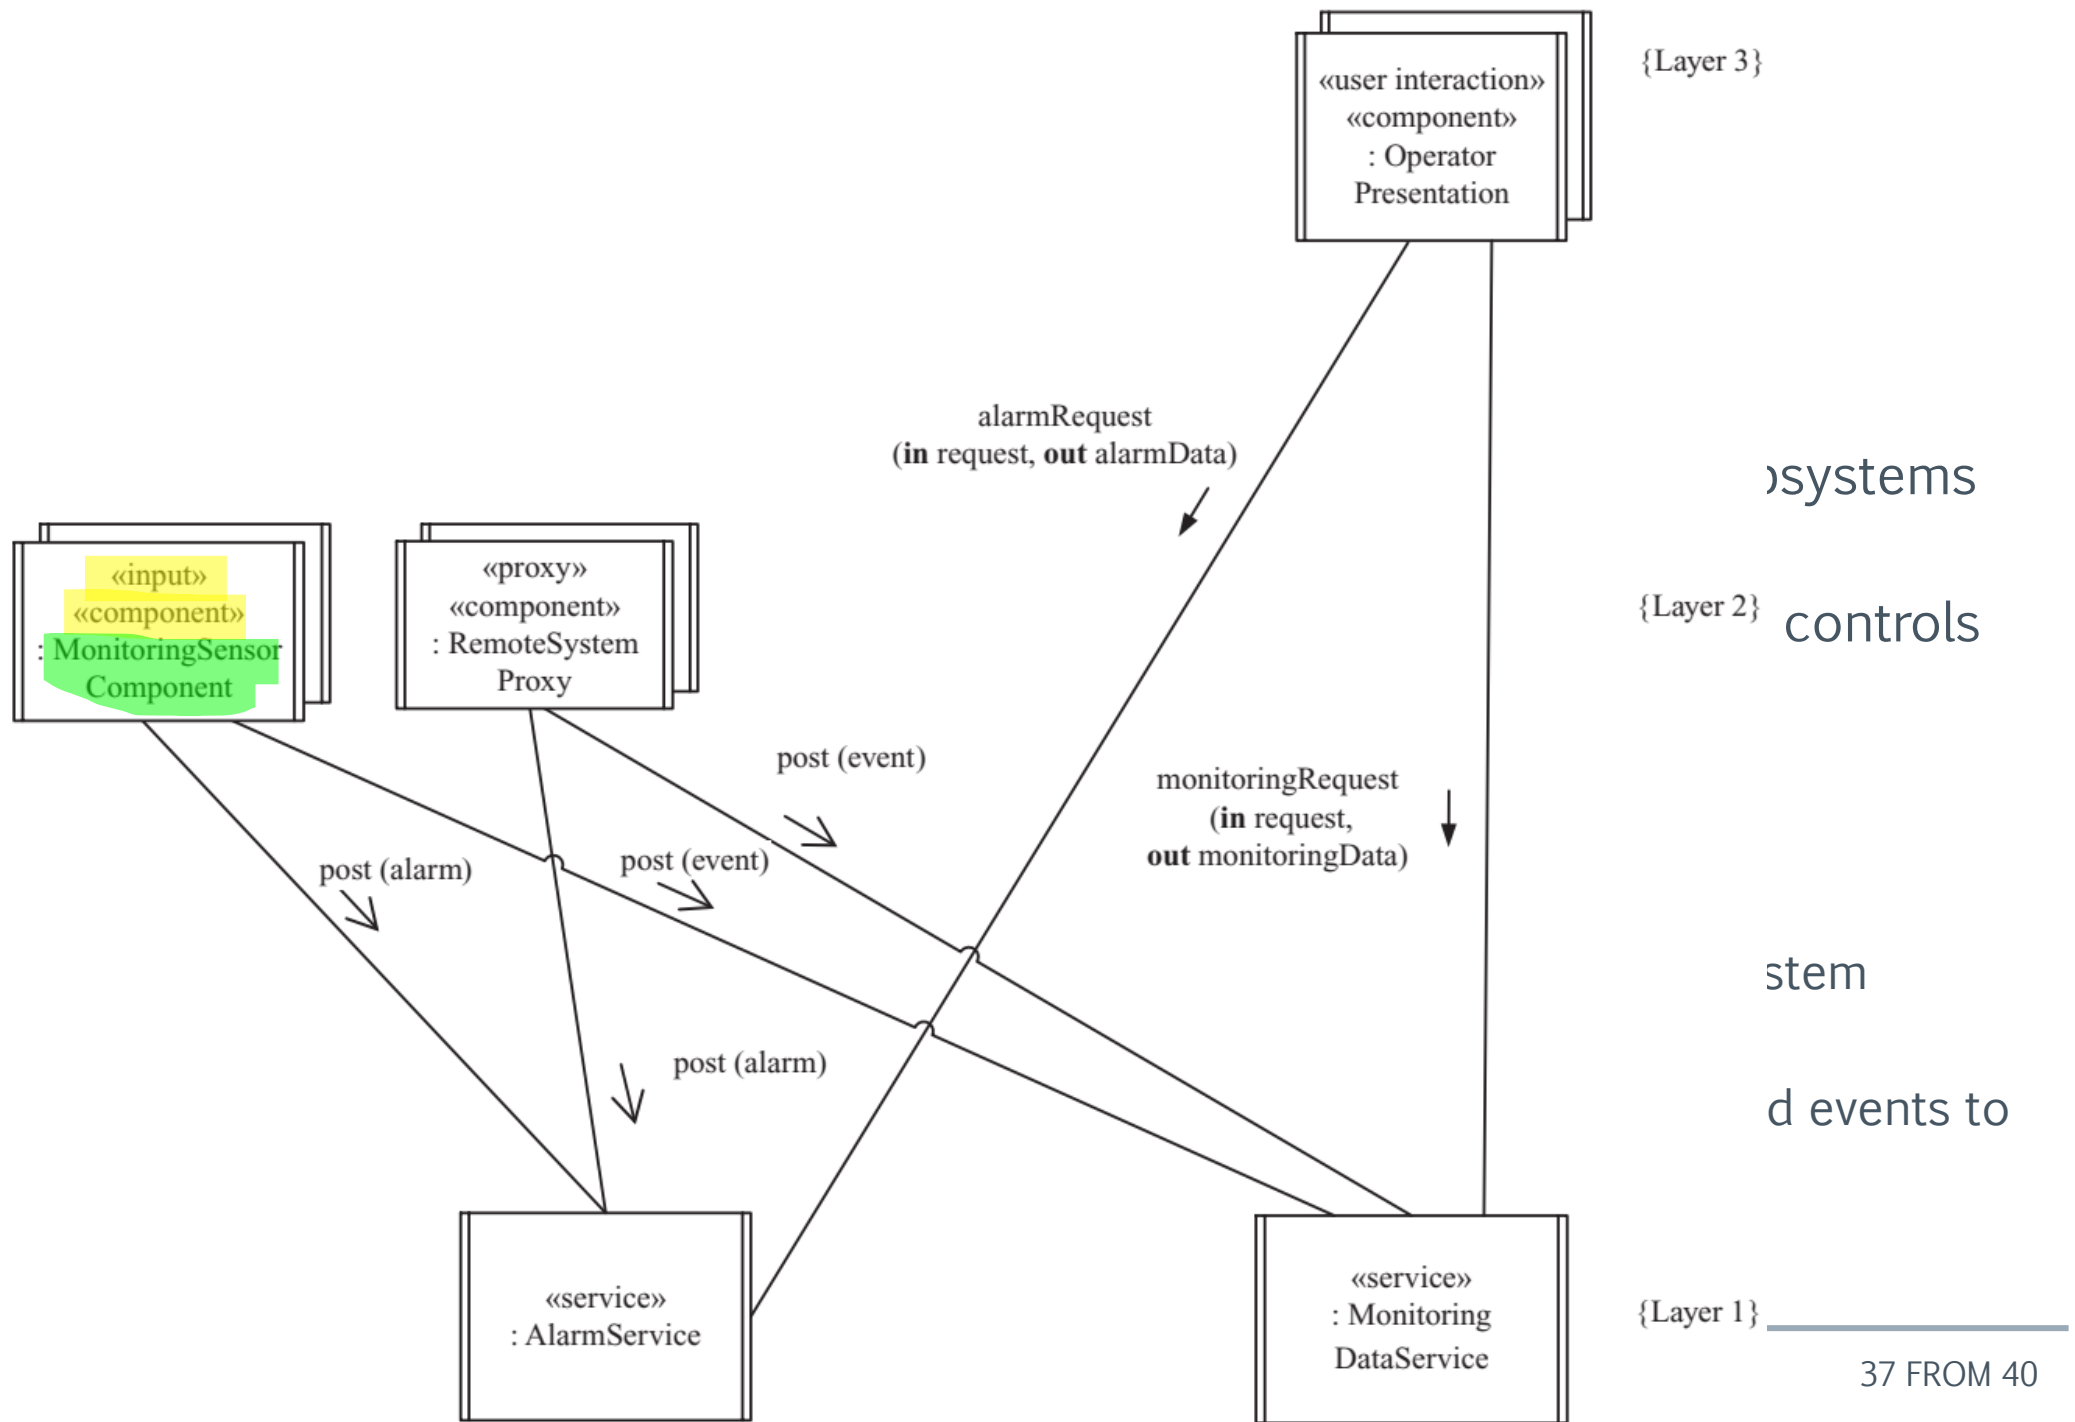 «user interaction»
«component»
: Operator
Presentation
{Layer 3}
alarmRequest
(in request, out alarmData)
systems
«input»
«component»
: MonitoringSensor
Component
«proxy»
«component»
: RemoteSystem
Proxy
{Layer 2}
controls
post (event)
monitoringRequest
(in request,
out monitoringData)
post (alarm)
post (event)
stem
post (alarm)
d events to
«service»
: AlarmService
«service»
: Monitoring
DataService
{Layer 1}
37 FROM 40